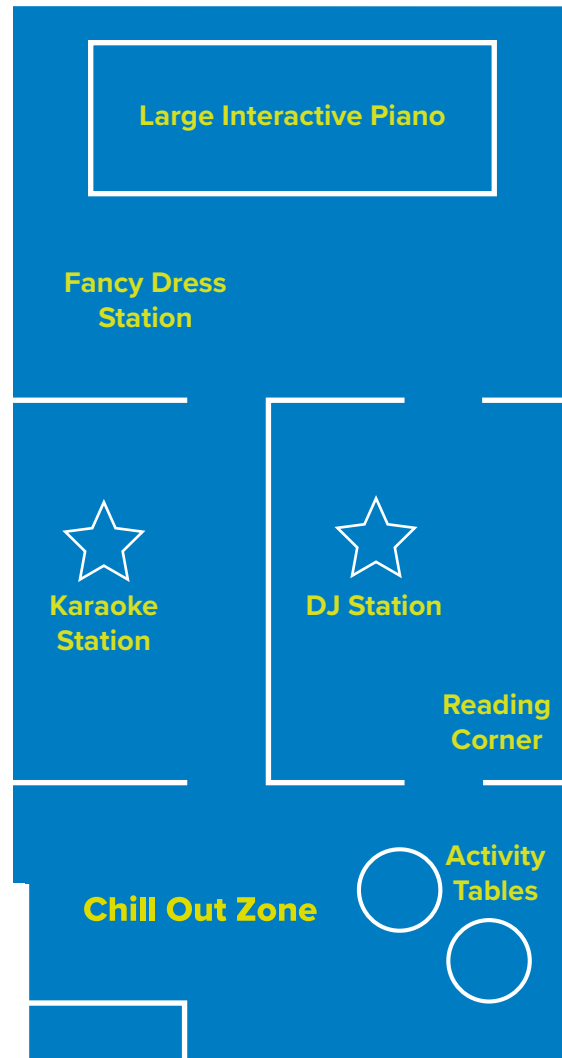 Large Interactive Piano
Fancy Dress
Station
Karaoke
Station
DJ Station
Reading
Corner
Activity
Tables
Chill Out Zone